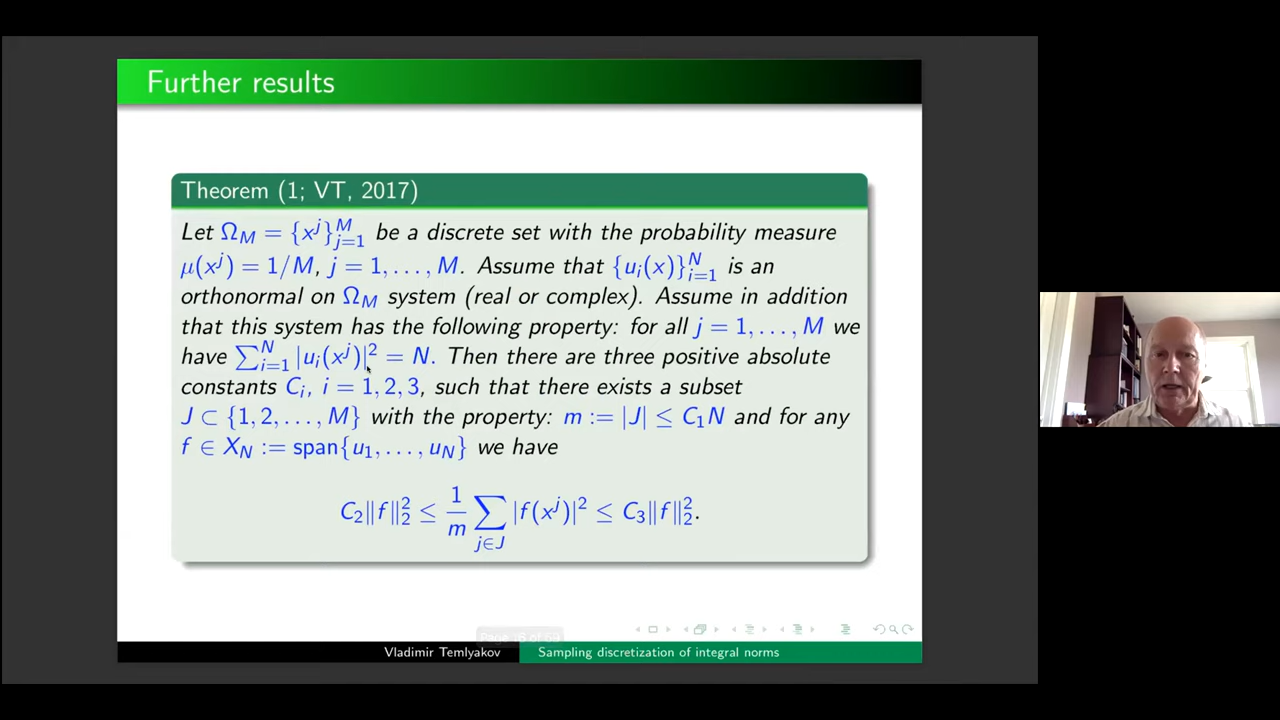 Further results
Theorem (1; VT, 2017)
Let Ω_M = {x^j}_{j=1}^M be a discrete set with the probability measure
μ(x^j) = 1/M, j = 1, . . . , M. Assume that {u_i(x)}_{i=1}^N is an
orthonormal on Ω_M system (real or complex). Assume in addition
that this system has the following property: for all j = 1, . . . , M we
have ∑_{i=1}^N |u_i(x^j)|^2 = N. Then there are three positive absolute
constants C_i, i = 1, 2, 3, such that there exists a subset
J ⊂ {1, 2, . . . , M} with the property: m := |J| ≤ C_1N and for any
f ∈ X_N := span{u_1, . . . , u_N} we have
C_2‖f‖_2^2 ≤ 1/m ∑_{j∈J} |f(x^j)|^2 ≤ C_3‖f‖_2^2.
Page 18 of 69
Vladimir Temlyakov Sampling discretization of integral norms